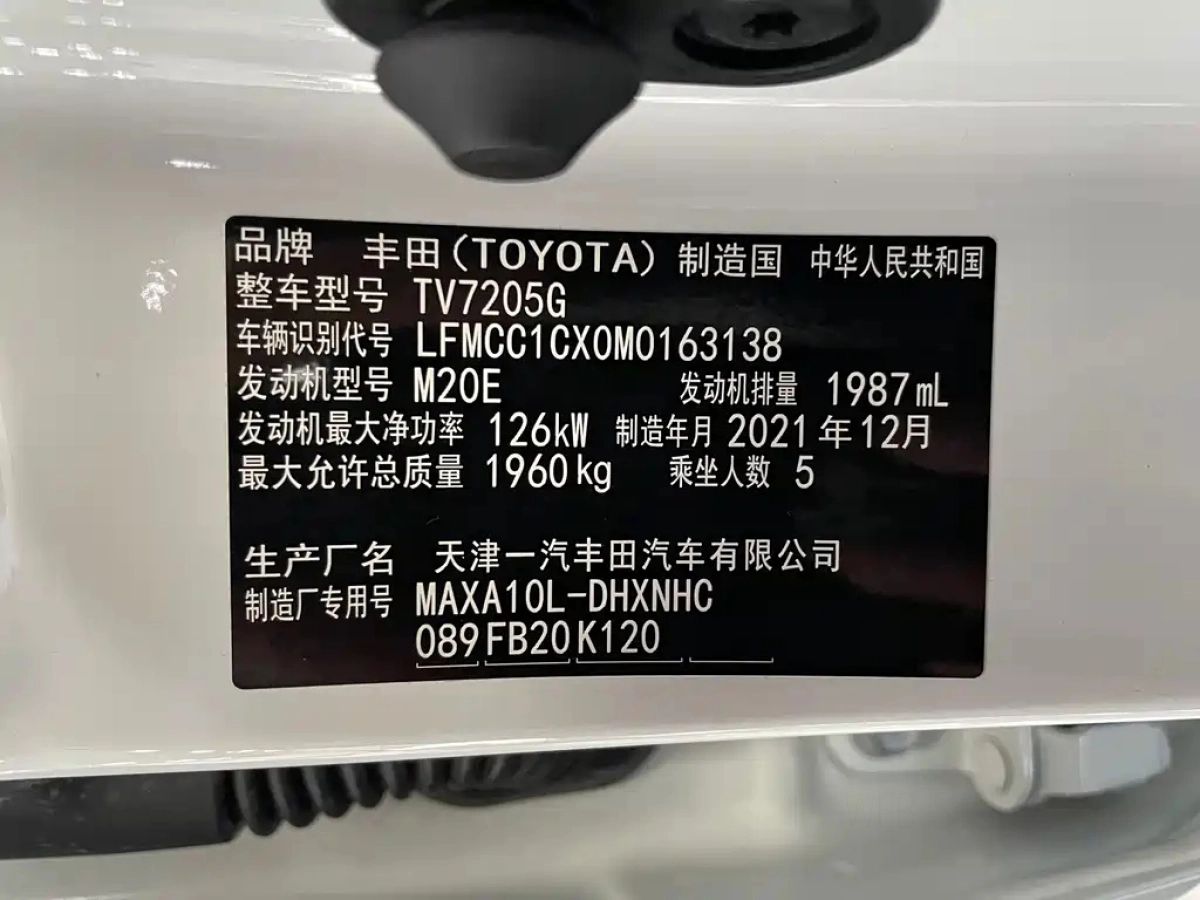 品牌 丰田(TOYOTA) 制造国 中华人民共和国
整车型号 TV7205G
车辆识别代号 LFMCC1CX0M0163138
发动机型号 M20E 发动机排量 1987mL
发动机最大净功率 126kW 制造年月 2021年12月
最大允许总质量 1960kg 乘坐人数 5
生产厂名 天津一汽丰田汽车有限公司
制造厂专用号 MAXA10L-DHXNHC
089 FB20 K120